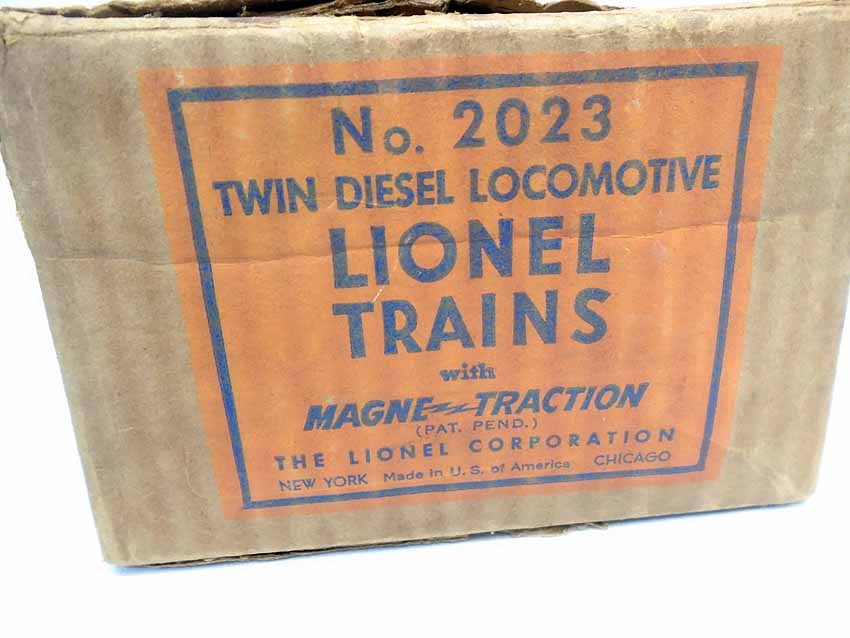 No. 2023
TWIN DIESEL LOCOMOTIVE
LIONEL
TRAINS
with
MAGNE-TRACTION
(PAT. PEND.)
THE LIONEL CORPORATION
NEW YORK Made in U. S. of America CHICAGO